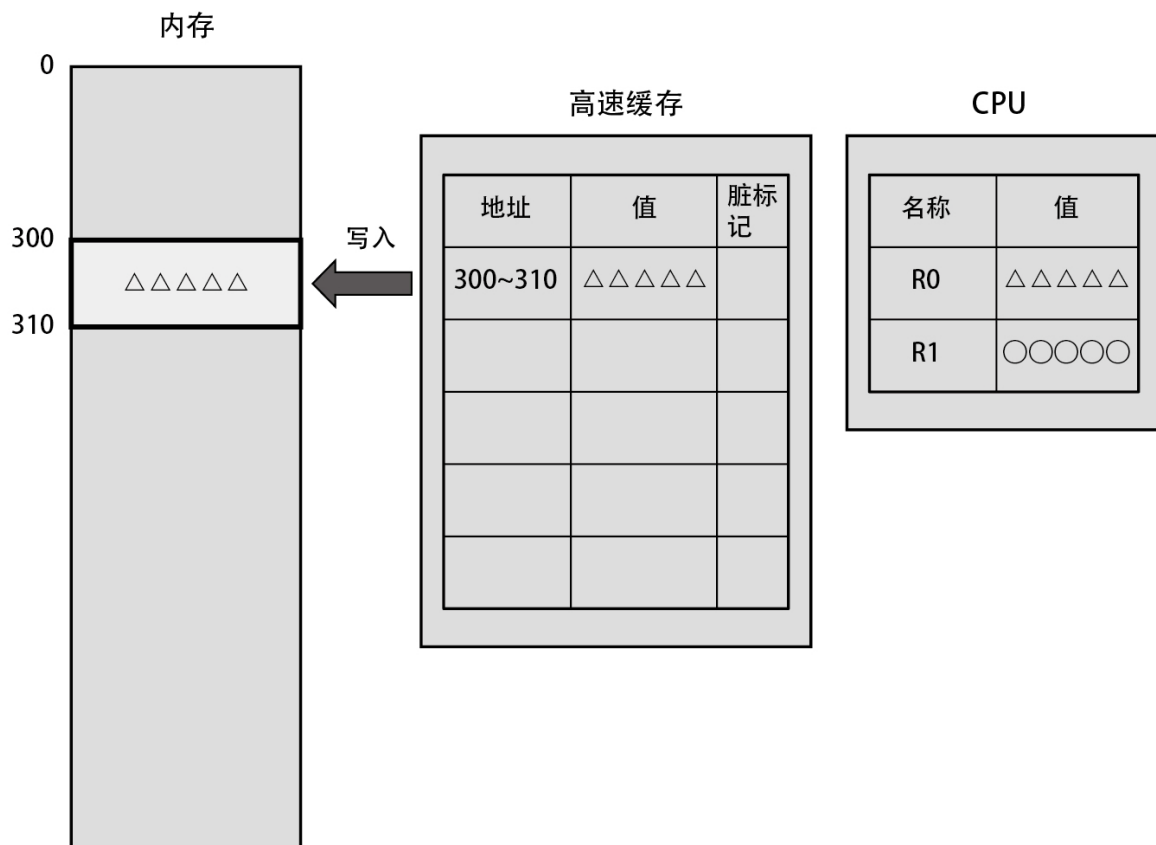 内存
0
300
△△△△△
310
写入
高速缓存
地址 值 脏标
记
300~310 △△△△△
CPU
名称 值
R0 △△△△△
R1 ○○○○○